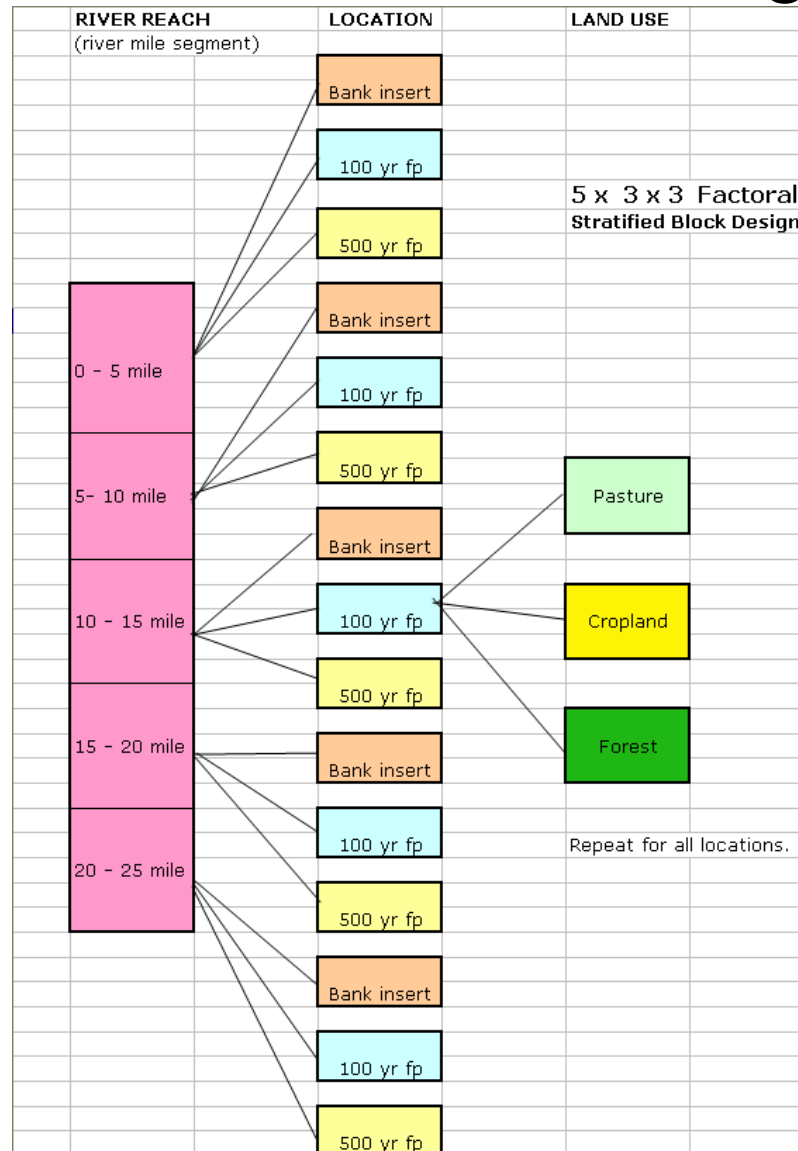 RIVER REACH
LOCATION
LAND USE
(river mile segment)
Bank insert
100 yr fp
5 x 3 x 3 Factoral
Stratified Block Design
500 yr fp
Bank insert
0 - 5 mile
100 yr fp
500 yr fp
5- 10 mile
Pasture
Bank insert
10 - 15 mile
100 yr fp
Cropland
500 yr fp
15 - 20 mile
Forest
Bank insert
100 yr fp
Repeat for all locations.
20 - 25 mile
500 yr fp
Bank insert
100 yr fp
500 yr fp